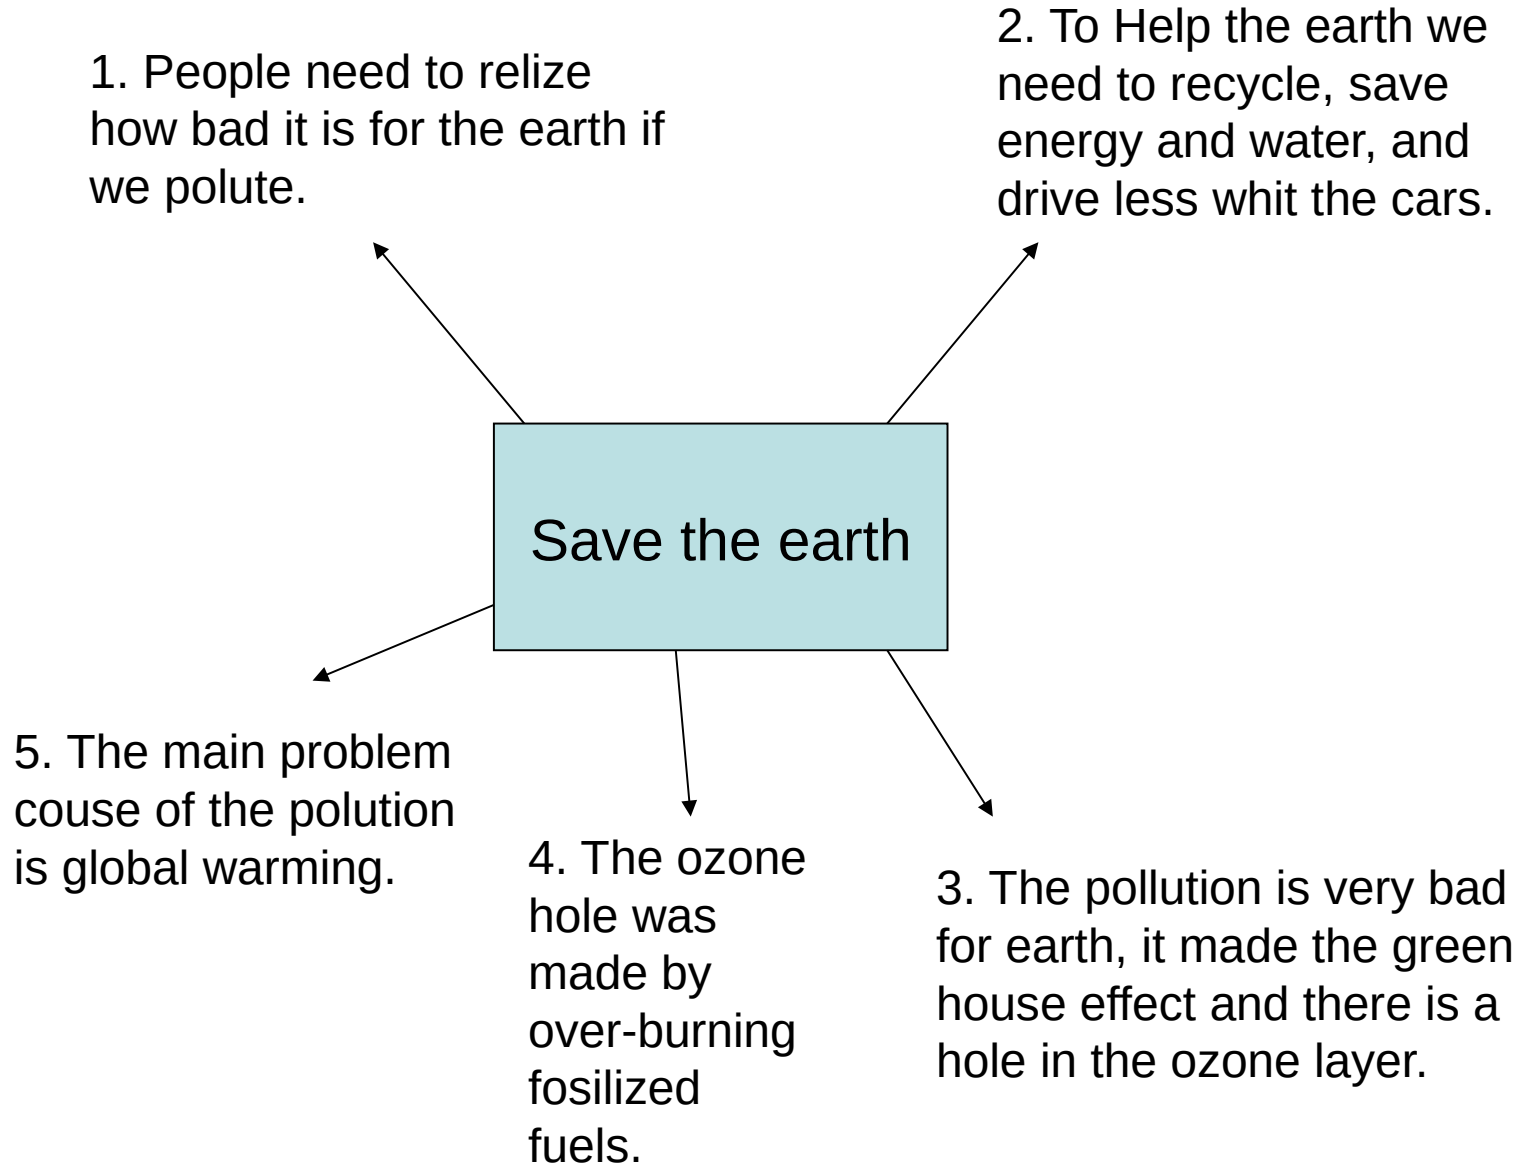 1. People need to relize
how bad it is for the earth if
we polute.
2. To Help the earth we
need to recycle, save
energy and water, and
drive less whit the cars.
Save the earth
3. The pollution is very bad
for earth, it made the green
house effect and there is a
hole in the ozone layer.
4. The ozone
hole was
made by
over-burning
fosilized
fuels.
5. The main problem
couse of the polution
is global warming.